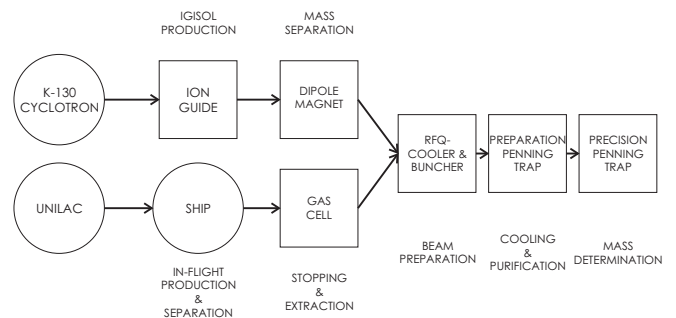 IGISOL
PRODUCTION
MASS
SEPARATION
K-130
CYCLOTRON
ION
GUIDE
DIPOLE
MAGNET
RFQ-
COOLER &
BUNCHER
PREPARATION
PENNING
TRAP
PRECISION
PENNING
TRAP
UNILAC
SHIP
GAS
CELL
IN-FLIGHT
PRODUCTION
&
SEPARATION
STOPPING
&
EXTRACTION
BEAM
PREPARATION
COOLING
&
PURIFICATION
MASS
DETERMINATION